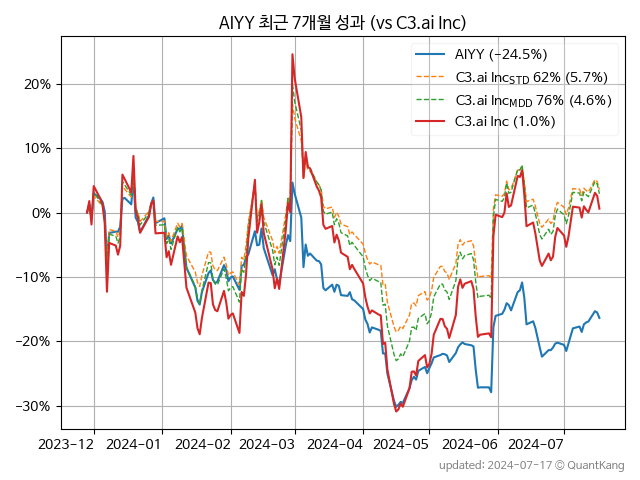 AIYY 최근 7개월 성과 (vs C3.ai Inc)
AIYY (−24.5%)
C3.ai IncSTD 62% (5.7%)
C3.ai IncMDD 76% (4.6%)
C3.ai Inc (1.0%)
20%
10%
0%
−10%
−20%
−30%
2023-12 2024-01 2024-02 2024-03 2024-04 2024-05 2024-06 2024-07
updated: 2024-07-17 © QuantKang